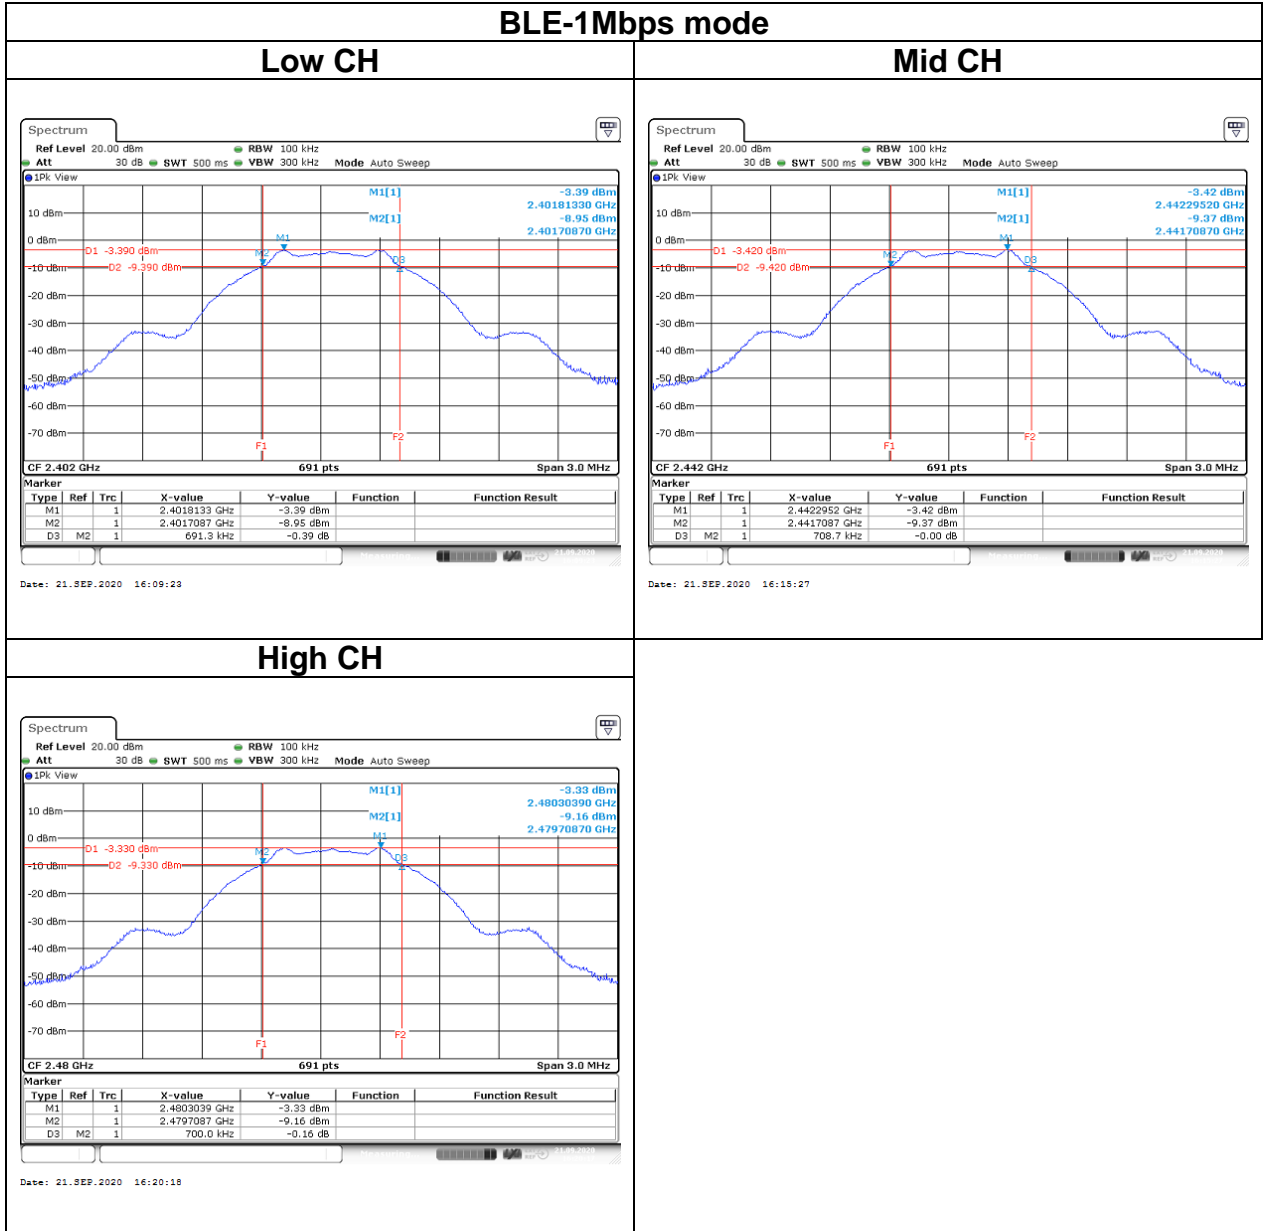 BLE-1Mbps mode
Low CH
Mid CH
Spectrum
Ref Level 20.00 dBm RBW 100 kHz
Att 30 dB SWT 500 ms VBW 300 kHz Mode Auto Sweep
1Pk View
M1[1] -3.39 dBm
2.40181330 GHz
M2[1] -8.95 dBm
2.40170870 GHz
10 dBm
0 dBm
M1
D1 -3.390 dBm
M2
D3
-10 dBm
D2 -9.390 dBm
-20 dBm
-30 dBm
-40 dBm
-50 dBm
-60 dBm
-70 dBm
F1
F2
CF 2.402 GHz 691 pts Span 3.0 MHz
Marker
Type Ref Trc X-value Y-value Function Function Result
M1 1 2.4018133 GHz -3.39 dBm
M2 1 2.4017087 GHz -8.95 dBm
D3 M2 1 691.3 kHz -0.39 dB
Date: 21.SEP.2020 16:09:23
Spectrum
Ref Level 20.00 dBm RBW 100 kHz
Att 30 dB SWT 500 ms VBW 300 kHz Mode Auto Sweep
1Pk View
M1[1] -3.42 dBm
2.44229520 GHz
M2[1] -9.37 dBm
2.44170870 GHz
10 dBm
0 dBm
M1
D1 -3.420 dBm
M2
D3
-10 dBm
D2 -9.420 dBm
-20 dBm
-30 dBm
-40 dBm
-50 dBm
-60 dBm
-70 dBm
F1
F2
CF 2.442 GHz 691 pts Span 3.0 MHz
Marker
Type Ref Trc X-value Y-value Function Function Result
M1 1 2.4422952 GHz -3.42 dBm
M2 1 2.4417087 GHz -9.37 dBm
D3 M2 1 708.7 kHz -0.00 dB
Date: 21.SEP.2020 16:15:27
High CH
Spectrum
Ref Level 20.00 dBm RBW 100 kHz
Att 30 dB SWT 500 ms VBW 300 kHz Mode Auto Sweep
1Pk View
M1[1] -3.33 dBm
2.48030390 GHz
M2[1] -9.16 dBm
2.47970870 GHz
10 dBm
0 dBm
M1
D1 -3.330 dBm
M2
D3
-10 dBm
D2 -9.330 dBm
-20 dBm
-30 dBm
-40 dBm
-50 dBm
-60 dBm
-70 dBm
F1
F2
CF 2.48 GHz 691 pts Span 3.0 MHz
Marker
Type Ref Trc X-value Y-value Function Function Result
M1 1 2.4803039 GHz -3.33 dBm
M2 1 2.4797087 GHz -9.16 dBm
D3 M2 1 700.0 kHz -0.16 dB
Date: 21.SEP.2020 16:20:18